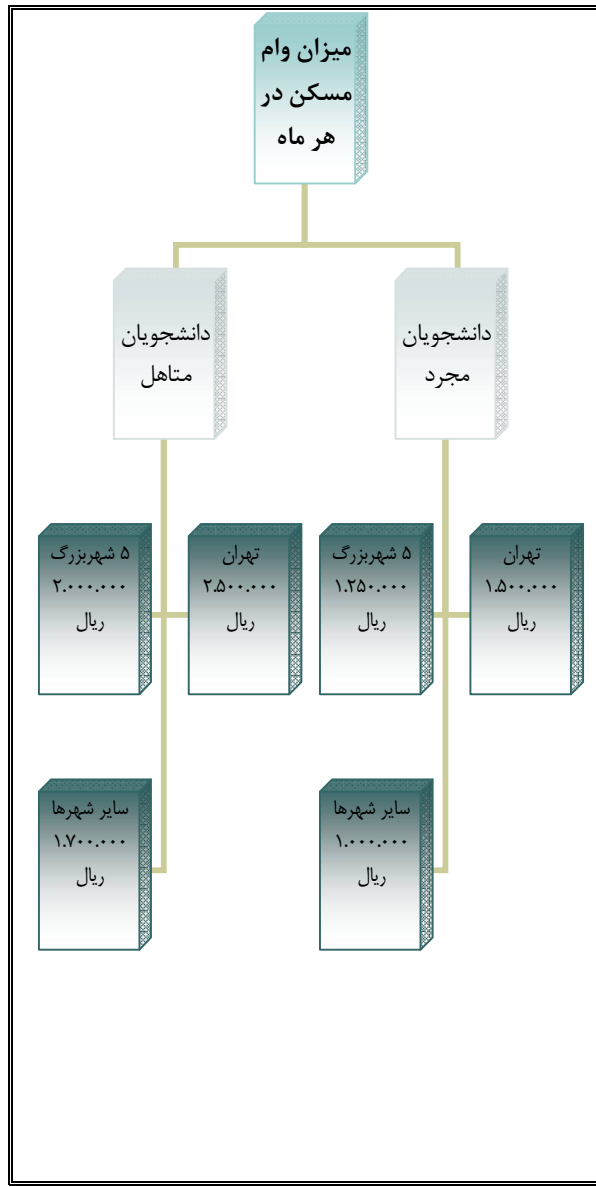 میزان وام
مسکن در
هر ماه
دانشجویان
مجرد
دانشجویان
متاهل
تهران
۱.۵۰۰.۰۰۰
ریال
۵ شهربزرگ
۱.۲۵۰.۰۰۰
ریال
تهران
۲.۵۰۰.۰۰۰
ریال
۵ شهربزرگ
۲.۰۰۰.۰۰۰
ریال
سایر شهرها
۱.۰۰۰.۰۰۰
ریال
سایر شهرها
۱.۷۰۰.۰۰۰
ریال